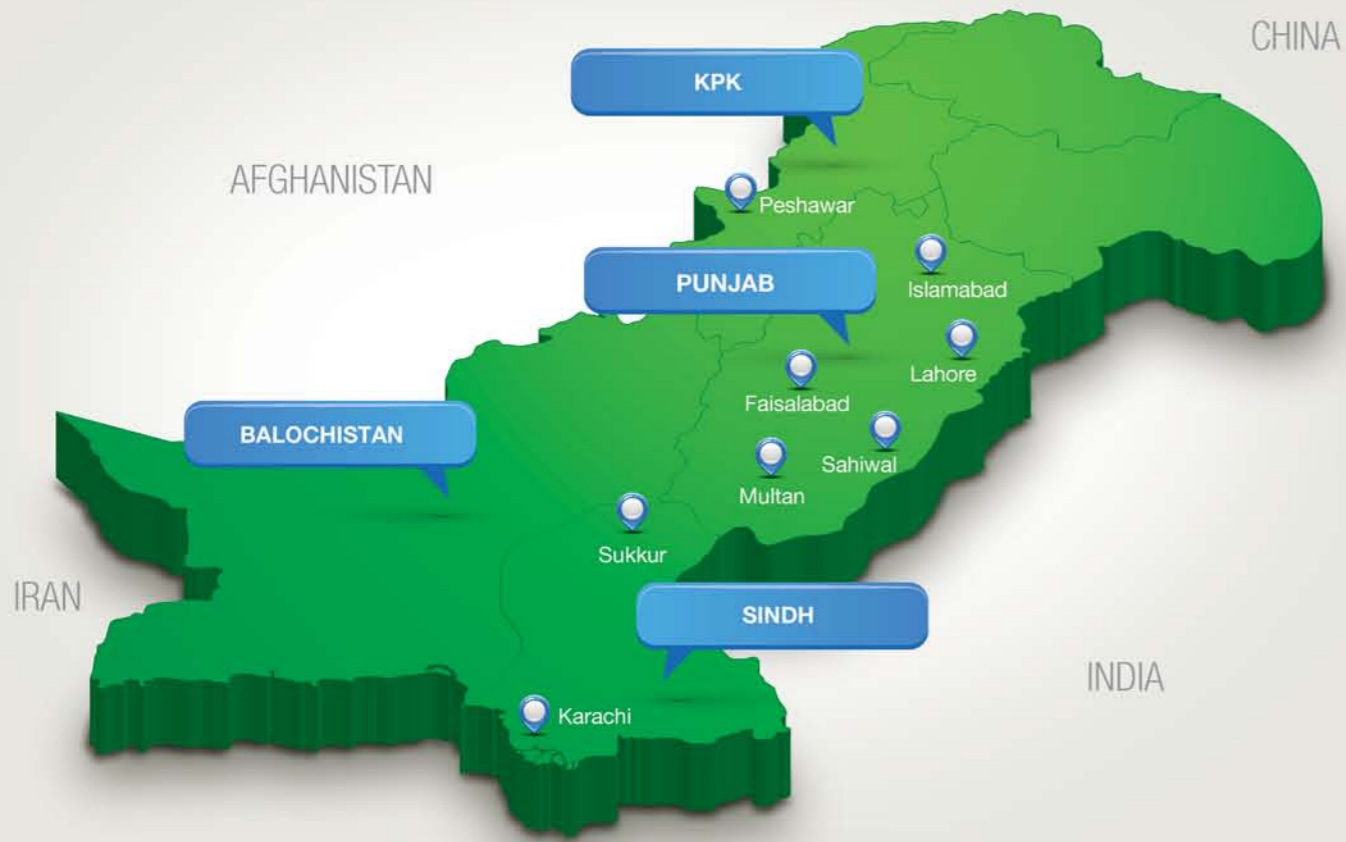 CHINA
KPK
AFGHANISTAN
Peshawar
PUNJAB
Islamabad
Lahore
Faisalabad
BALOCHISTAN
Sahiwal
Multan
Sukkur
IRAN
SINDH
INDIA
Karachi